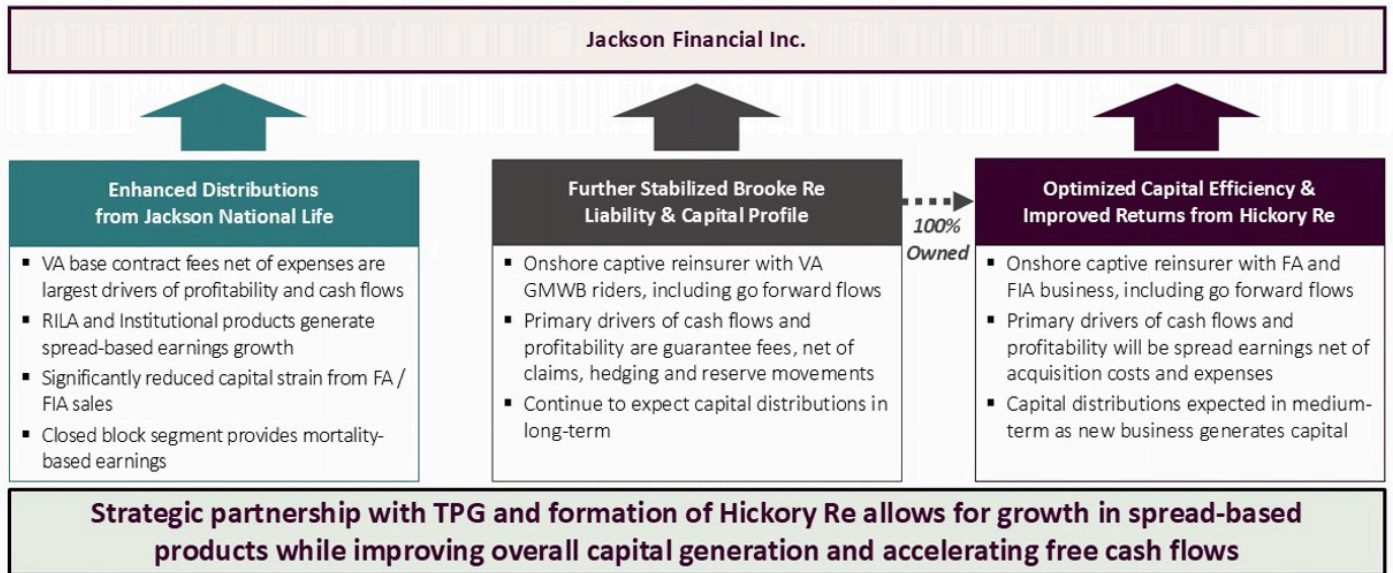 Jackson Financial Inc.
Enhanced Distributions
from Jackson National Life
▪ VA base contract fees net of expenses are
largest drivers of profitability and cash flows
▪ RILA and Institutional products generate
spread-based earnings growth
▪ Significantly reduced capital strain from FA /
FIA sales
▪ Closed block segment provides mortality-
based earnings
Further Stabilized Brooke Re
Liability & Capital Profile
▪ Onshore captive reinsurer with VA
GMWB riders, including go forward flows
▪ Primary drivers of cash flows and
profitability are guarantee fees, net of
claims, hedging and reserve movements
▪ Continue to expect capital distributions in
long-term
100%
Owned
Optimized Capital Efficiency &
Improved Returns from Hickory Re
▪ Onshore captive reinsurer with FA and
FIA business, including go forward flows
▪ Primary drivers of cash flows and
profitability will be spread earnings net of
acquisition costs and expenses
▪ Capital distributions expected in medium-
term as new business generates capital
Strategic partnership with TPG and formation of Hickory Re allows for growth in spread-based
products while improving overall capital generation and accelerating free cash flows